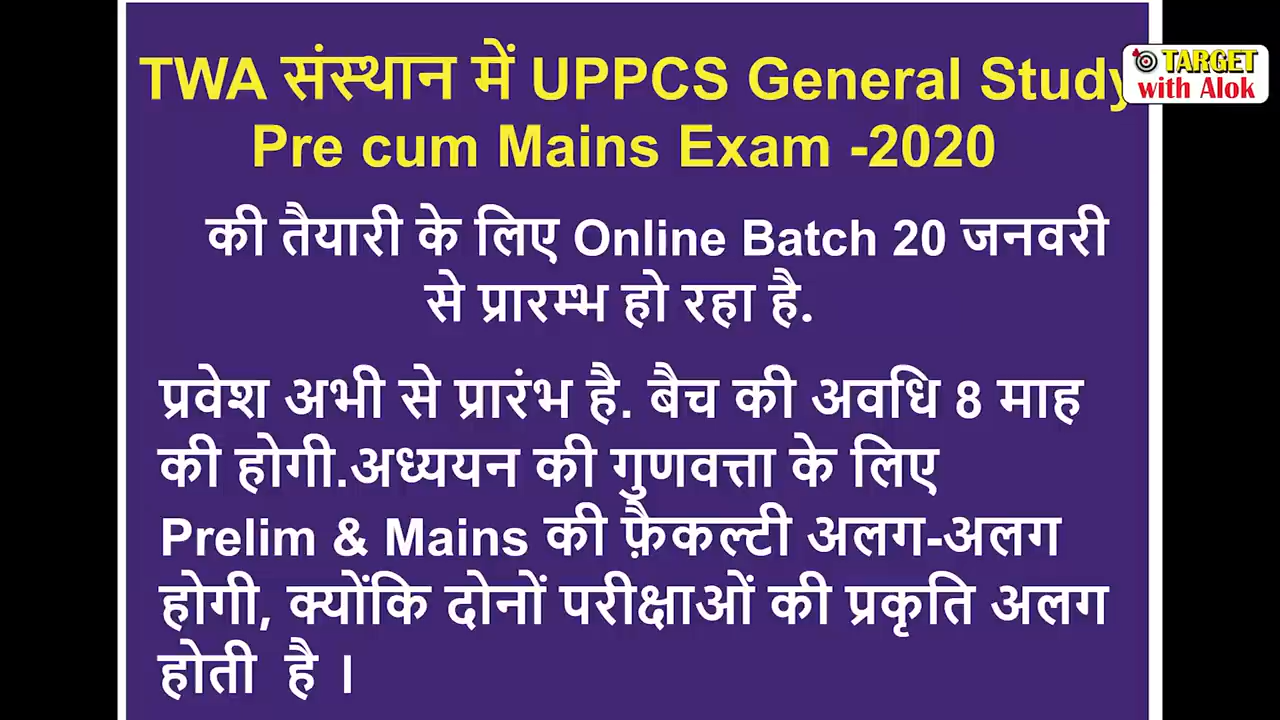 TWA संस्थान में UPPCS General Study
Pre cum Mains Exam -2020
की तैयारी के लिए Online Batch 20 जनवरी
से प्रारम्भ हो रहा है.
प्रवेश अभी से प्रारंभ है. बैच की अवधि 8 माह
की होगी.अध्ययन की गुणवत्ता के लिए
Prelim & Mains की फ़ैकल्टी अलग-अलग
होगी, क्योंकि दोनों परीक्षाओं की प्रकृति अलग
होती है ।
TARGET
with Alok